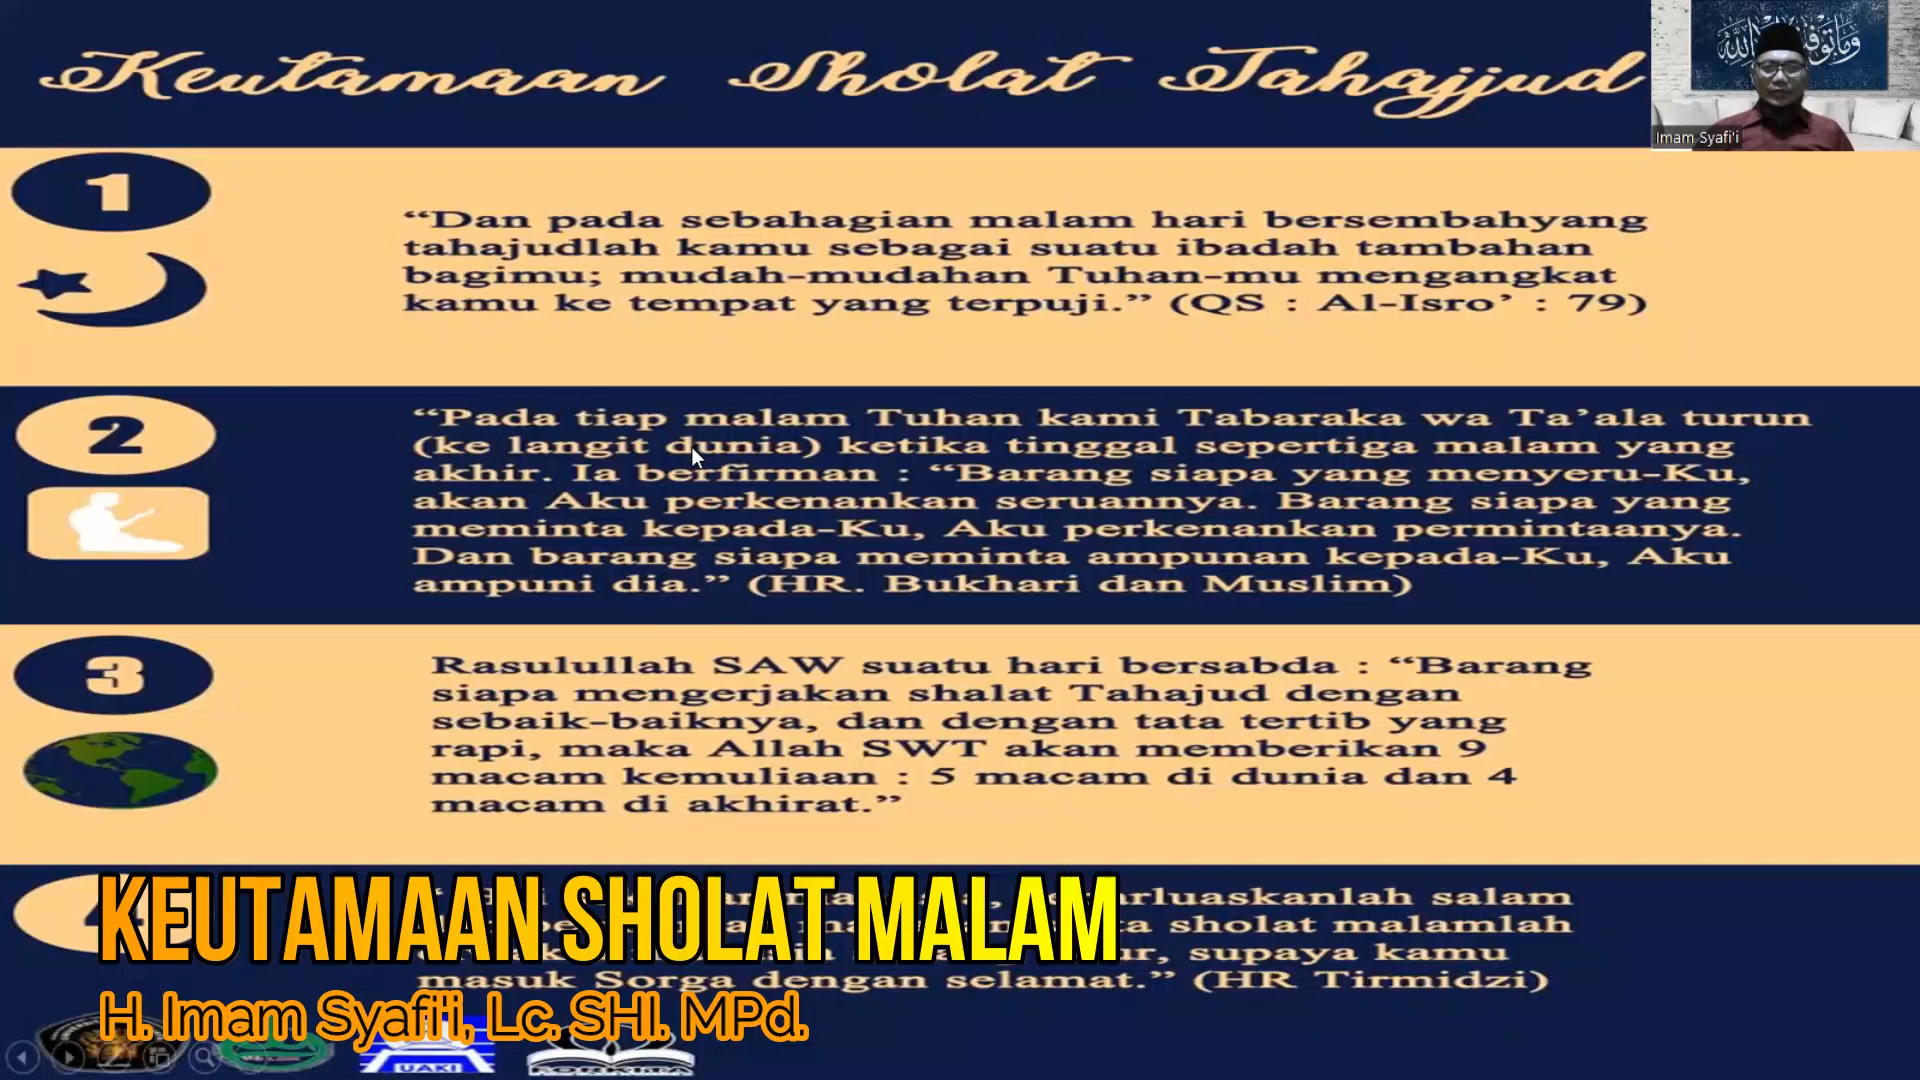 Keutamaan Sholat Tahajjud
Imam Syafi'i
1
“Dan pada sebahagian malam hari bersembahyang
tahajudlah kamu sebagai suatu ibadah tambahan
bagimu; mudah-mudahan Tuhan-mu mengangkat
kamu ke tempat yang terpuji.” (QS : Al-Isro’ : 79)
2
“Pada tiap malam Tuhan kami Tabaraka wa Ta’ala turun
(ke langit dunia) ketika tinggal sepertiga malam yang
akhir. Ia berfirman : “Barang siapa yang menyeru-Ku,
akan Aku perkenankan seruannya. Barang siapa yang
meminta kepada-Ku, Aku perkenankan permintaanya.
Dan barang siapa meminta ampunan kepada-Ku, Aku
ampuni dia.” (HR. Bukhari dan Muslim)
3
Rasulullah SAW suatu hari bersabda : “Barang
siapa mengerjakan shalat Tahajud dengan
sebaik-baiknya, dan dengan tata tertib yang
rapi, maka Allah SWT akan memberikan 9
macam kemuliaan : 5 macam di dunia dan 4
macam di akhirat.”
4
salam
sholat malamlah
supaya kamu
masuk Sorga dengan selamat.” (HR Tirmidzi)
KEUTAMAAN SHOLAT MALAM
H. Imam Syafi'i, Lc. SHI. MPd.
UAKI